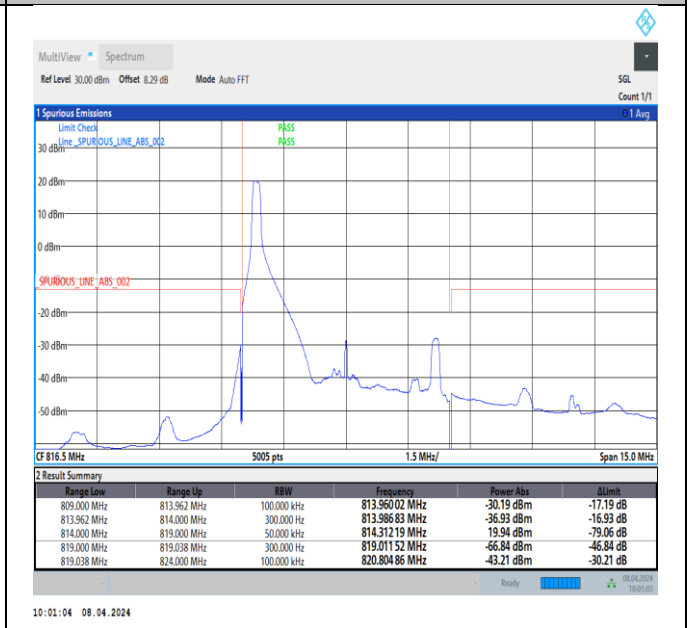 MultiView Spectrum
Ref Level 30.00 dBm Offset 8.29 dB Mode Auto FFT SGL
Count 1/1
1 Spurious Emissions 1 Avg
Limit Check PASS
Line _SPURIOUS_LINE_ABS_002 PASS
30 dBm
20 dBm
10 dBm
0 dBm
_SPURIOUS_LINE_ABS_002
-20 dBm
-30 dBm
-40 dBm
-50 dBm
CF 816.5 MHz 5005 pts 1.5 MHz/ Span 15.0 MHz
2 Result Summary
Range Low Range Up RBW Frequency Power Abs ΔLimit
809.000 MHz 813.962 MHz 100.000 kHz 813.960 02 MHz -30.19 dBm -17.19 dB
813.962 MHz 814.000 MHz 300.000 Hz 813.986 83 MHz -36.93 dBm -16.93 dB
814.000 MHz 819.000 MHz 50.000 kHz 814.312 19 MHz 19.94 dBm -79.06 dB
819.000 MHz 819.038 MHz 300.000 Hz 819.011 52 MHz -66.84 dBm -46.84 dB
819.038 MHz 824.000 MHz 100.000 kHz 820.804 86 MHz -43.21 dBm -30.21 dB
Ready 08.04.2024
10:01:03
10:01:04 08.04.2024